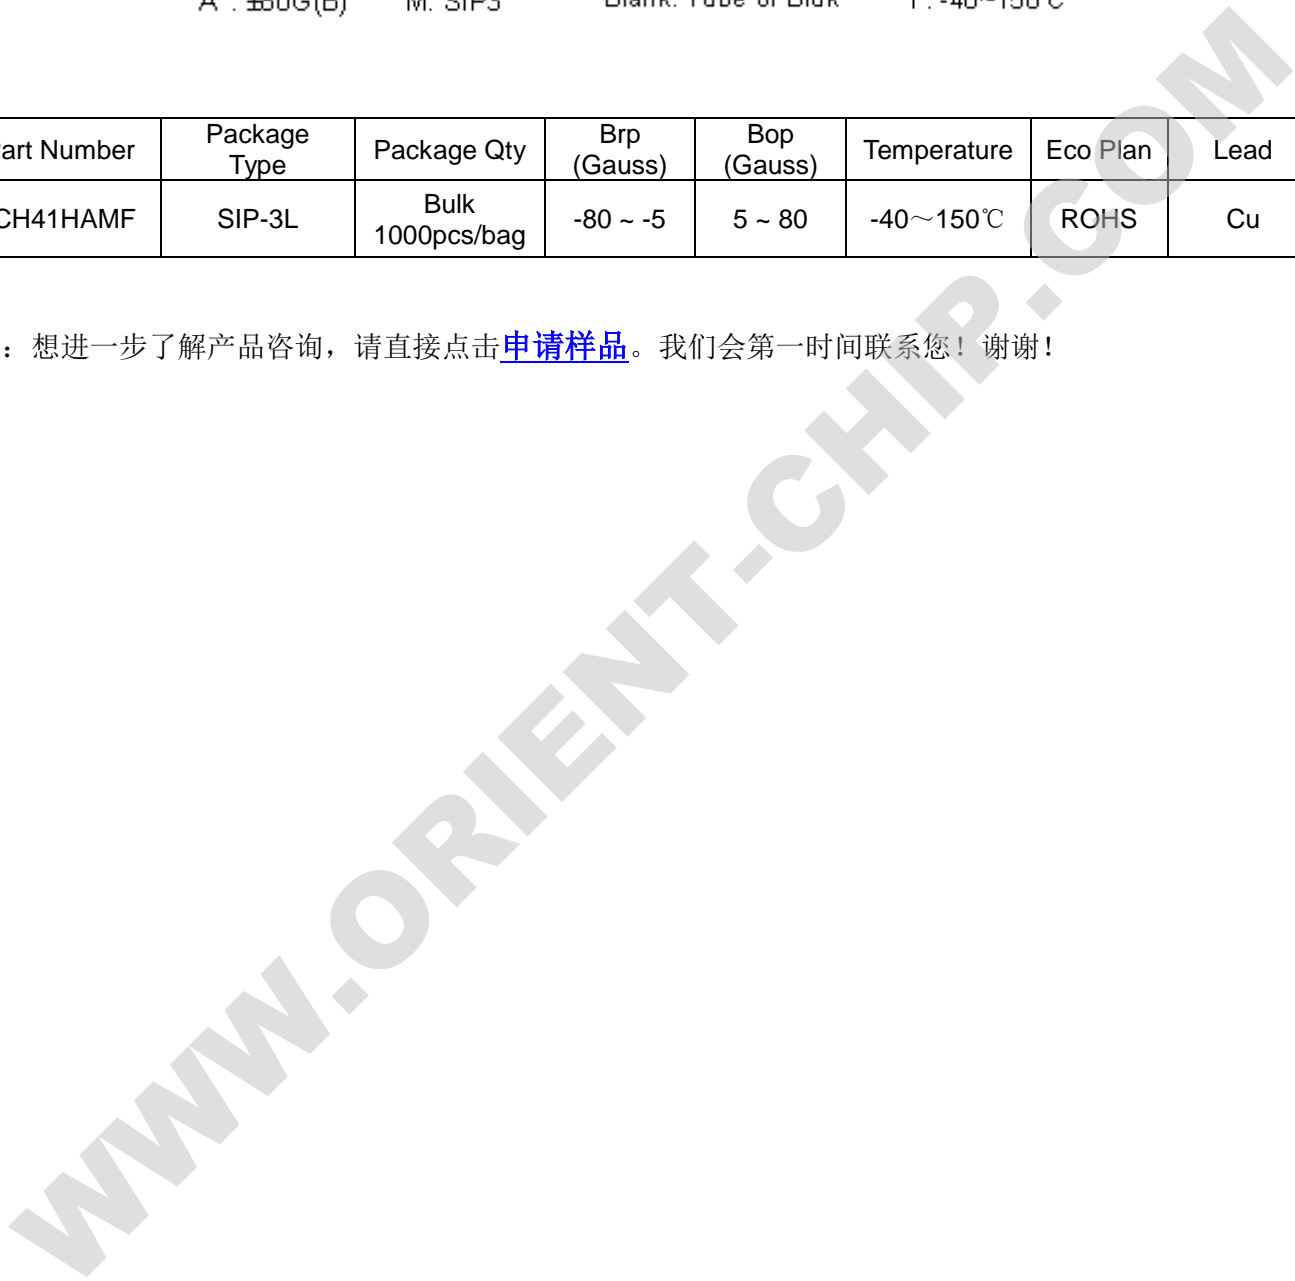 M: SIP3
Part Number Package Type Package Qty Brp (Gauss) Bop (Gauss) Temperature Eco Plan Lead
CH41HAMF SIP-3L Bulk 1000pcs/bag -80 ~ -5 5 ~ 80 -40～150℃ ROHS Cu
：想进一步了解产品咨询，请直接点击申请样品。我们会第一时间联系您！谢谢！
WWW.ORIENT-CHIP.COM